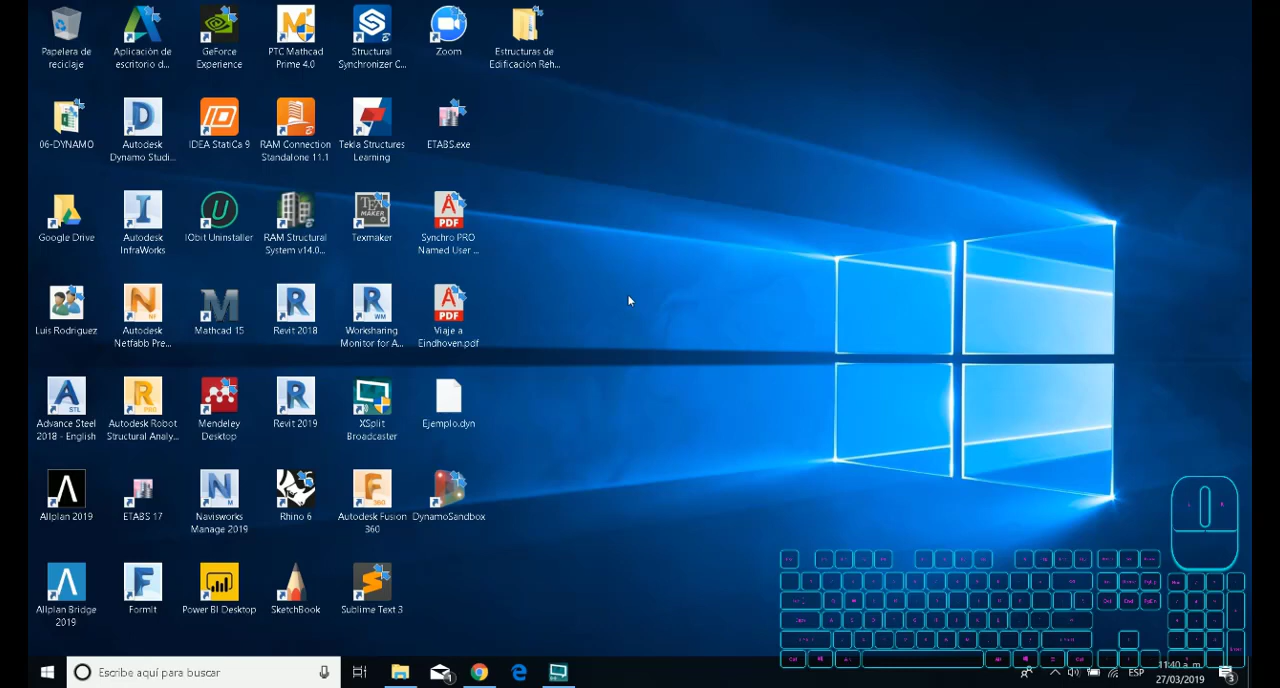 Papelera de
reciclaje
Aplicación de
escritorio d...
GeForce
Experience
PTC Mathcad
Prime 4.0
Structural
Synchronizer C...
Zoom
Estructuras de
Edificación Reh...
06-DYNAMO
Autodesk
Dynamo Studi...
IDEA StatiCa 9
RAM Connection
Standalone 11.1
Tekla Structures
Learning
ETABS.exe
Google Drive
Autodesk
InfraWorks
IObit Uninstaller
RAM Structural
System v14.0...
Texmaker
Synchro PRO
Named User ...
Luis Rodriguez
Autodesk
Netfabb Pre...
Mathcad 15
Revit 2018
Worksharing
Monitor for A...
Viaje a
Eindhoven.pdf
Advance Steel
2018 - English
Autodesk Robot
Structural Analy...
Mendeley
Desktop
Revit 2019
XSplit
Broadcaster
Ejemplo.dyn
Allplan 2019
ETABS 17
Navisworks
Manage 2019
Rhino 6
Autodesk Fusion
360
DynamoSandbox
Allplan Bridge
2019
FormIt
Power BI Desktop
SketchBook
Sublime Text 3
Escribe aquí para buscar
ESP
11:40 a. m.
27/03/2019